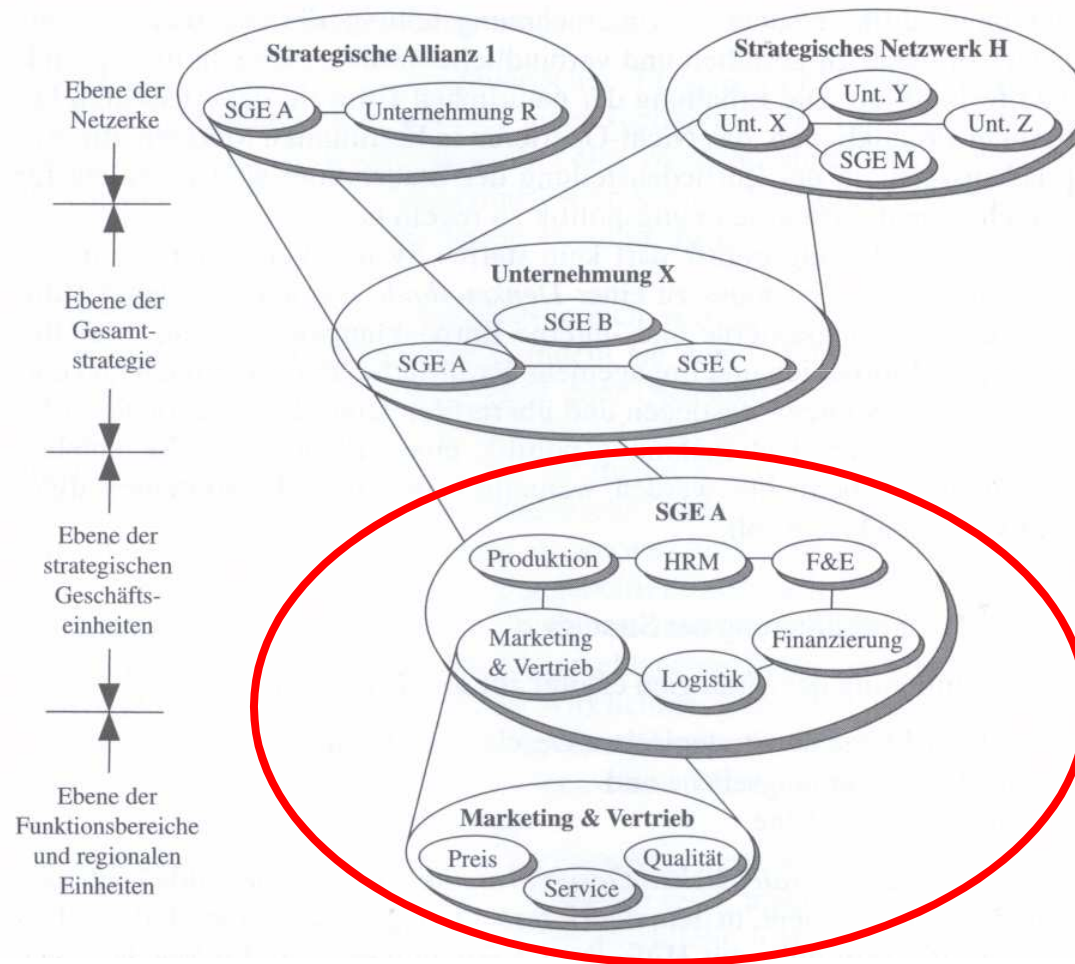 Ebene der
Netzerke
Ebene der
Gesamt-
strategie
Ebene der
strategischen
Geschäfts-
einheiten
Ebene der
Funktionsbereiche
und regionalen
Einheiten
Strategische Allianz 1
SGE A
Unternehmung R
Strategisches Netzwerk H
Unt. Y
Unt. X
Unt. Z
SGE M
Unternehmung X
SGE B
SGE A
SGE C
SGE A
Produktion
HRM
F&E
Marketing
& Vertrieb
Logistik
Finanzierung
Marketing & Vertrieb
Preis
Service
Qualität